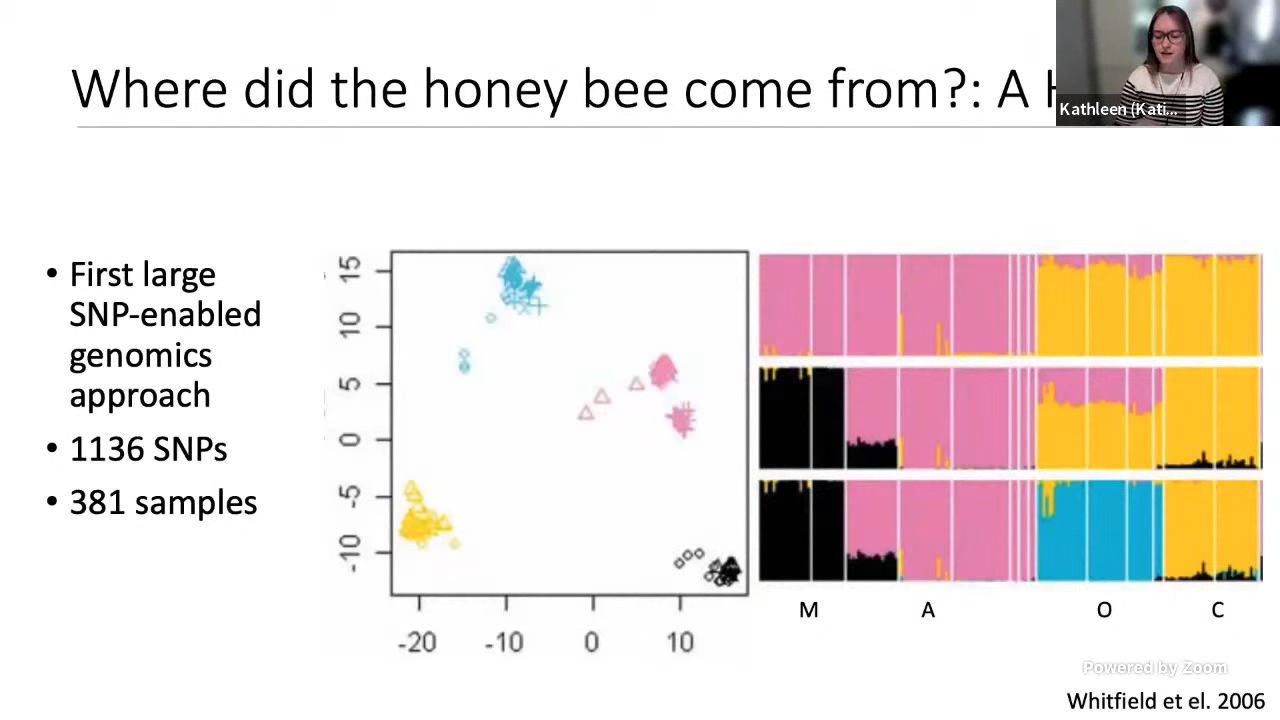 Where did the honey bee come from?: A
Kathleen (Kati...
• First large
SNP-enabled
genomics
approach
• 1136 SNPs
• 381 samples
15
10
5
0
-5
-10
-20 -10 0 10
M A O C
Powered by Zoom
Whitfield et el. 2006